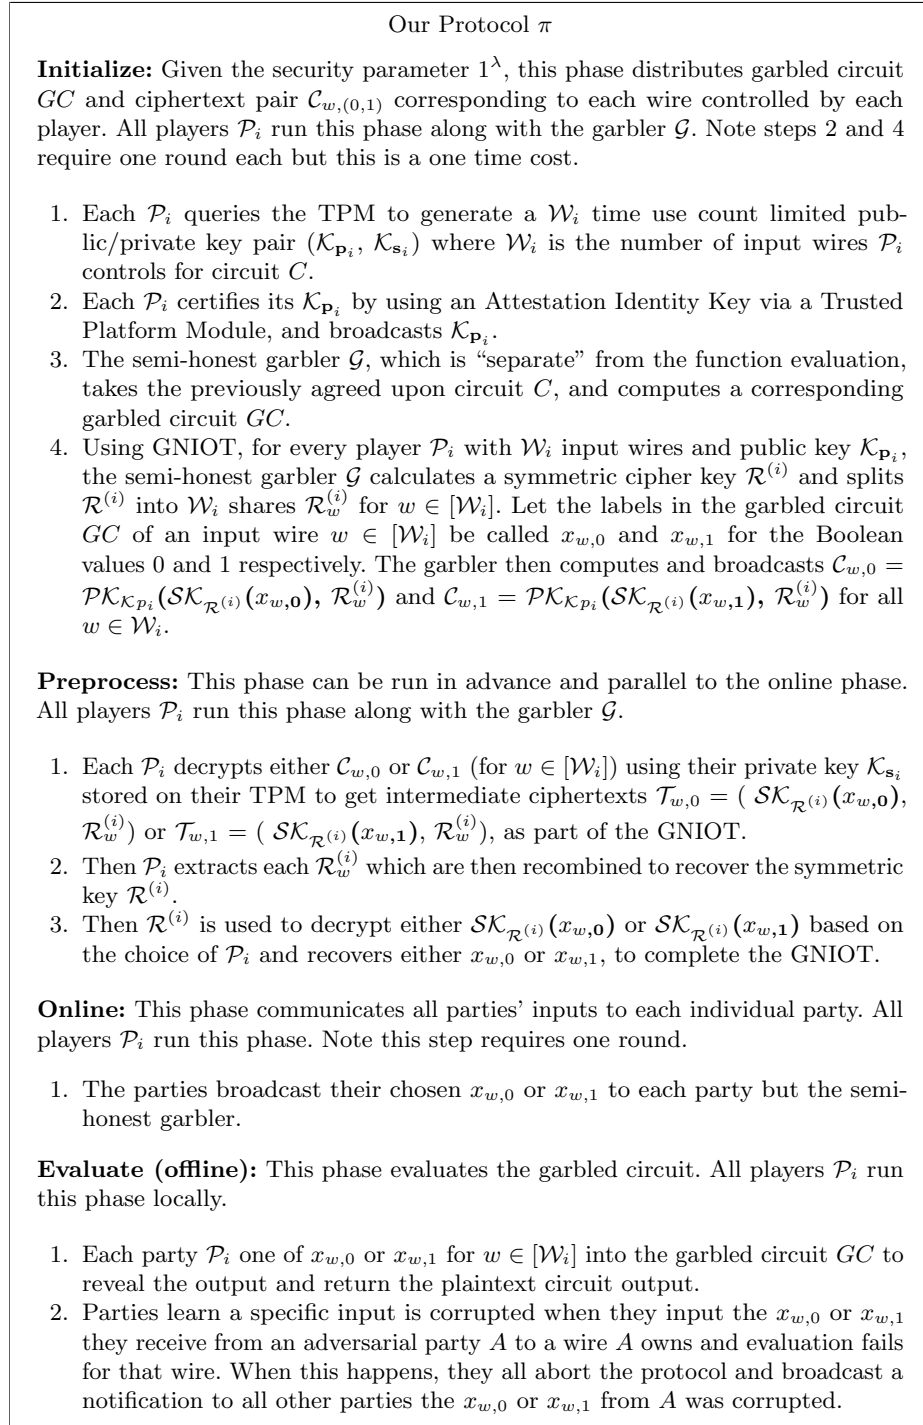 Our Protocol π
Initialize: Given the security parameter 1^λ, this phase distributes garbled circuit
GC and ciphertext pair 𝒞_{w,(0,1)} corresponding to each wire controlled by each
player. All players 𝒫_i run this phase along with the garbler 𝒢. Note steps 2 and 4
require one round each but this is a one time cost.
1. Each 𝒫_i queries the TPM to generate a 𝒲_i time use count limited pub-
lic/private key pair (𝒦_{p_i}, 𝒦_{s_i}) where 𝒲_i is the number of input wires 𝒫_i
controls for circuit C.
2. Each 𝒫_i certifies its 𝒦_{p_i} by using an Attestation Identity Key via a Trusted
Platform Module, and broadcasts 𝒦_{p_i}.
3. The semi-honest garbler 𝒢, which is “separate” from the function evaluation,
takes the previously agreed upon circuit C, and computes a corresponding
garbled circuit GC.
4. Using GNIOT, for every player 𝒫_i with 𝒲_i input wires and public key 𝒦_{p_i},
the semi-honest garbler 𝒢 calculates a symmetric cipher key ℛ^{(i)} and splits
ℛ^{(i)} into 𝒲_i shares ℛ_w^{(i)} for w ∈ [𝒲_i]. Let the labels in the garbled circuit
GC of an input wire w ∈ [𝒲_i] be called x_{w,0} and x_{w,1} for the Boolean
values 0 and 1 respectively. The garbler then computes and broadcasts 𝒞_{w,0} =
𝒫𝒦_{𝒦_{p_i}}(𝒮𝒦_{ℛ^{(i)}}(x_{w,0}), ℛ_w^{(i)}) and 𝒞_{w,1} = 𝒫𝒦_{𝒦_{p_i}}(𝒮𝒦_{ℛ^{(i)}}(x_{w,1}), ℛ_w^{(i)}) for all
w ∈ 𝒲_i.
Preprocess: This phase can be run in advance and parallel to the online phase.
All players 𝒫_i run this phase along with the garbler 𝒢.
1. Each 𝒫_i decrypts either 𝒞_{w,0} or 𝒞_{w,1} (for w ∈ [𝒲_i]) using their private key 𝒦_{s_i}
stored on their TPM to get intermediate ciphertexts 𝒯_{w,0} = ( 𝒮𝒦_{ℛ^{(i)}}(x_{w,0}),
ℛ_w^{(i)}) or 𝒯_{w,1} = ( 𝒮𝒦_{ℛ^{(i)}}(x_{w,1}), ℛ_w^{(i)}), as part of the GNIOT.
2. Then 𝒫_i extracts each ℛ_w^{(i)} which are then recombined to recover the symmetric
key ℛ^{(i)}.
3. Then ℛ^{(i)} is used to decrypt either 𝒮𝒦_{ℛ^{(i)}}(x_{w,0}) or 𝒮𝒦_{ℛ^{(i)}}(x_{w,1}) based on
the choice of 𝒫_i and recovers either x_{w,0} or x_{w,1}, to complete the GNIOT.
Online: This phase communicates all parties’ inputs to each individual party. All
players 𝒫_i run this phase. Note this step requires one round.
1. The parties broadcast their chosen x_{w,0} or x_{w,1} to each party but the semi-
honest garbler.
Evaluate (offline): This phase evaluates the garbled circuit. All players 𝒫_i run
this phase locally.
1. Each party 𝒫_i one of x_{w,0} or x_{w,1} for w ∈ [𝒲_i] into the garbled circuit GC to
reveal the output and return the plaintext circuit output.
2. Parties learn a specific input is corrupted when they input the x_{w,0} or x_{w,1}
they receive from an adversarial party A to a wire A owns and evaluation fails
for that wire. When this happens, they all abort the protocol and broadcast a
notification to all other parties the x_{w,0} or x_{w,1} from A was corrupted.